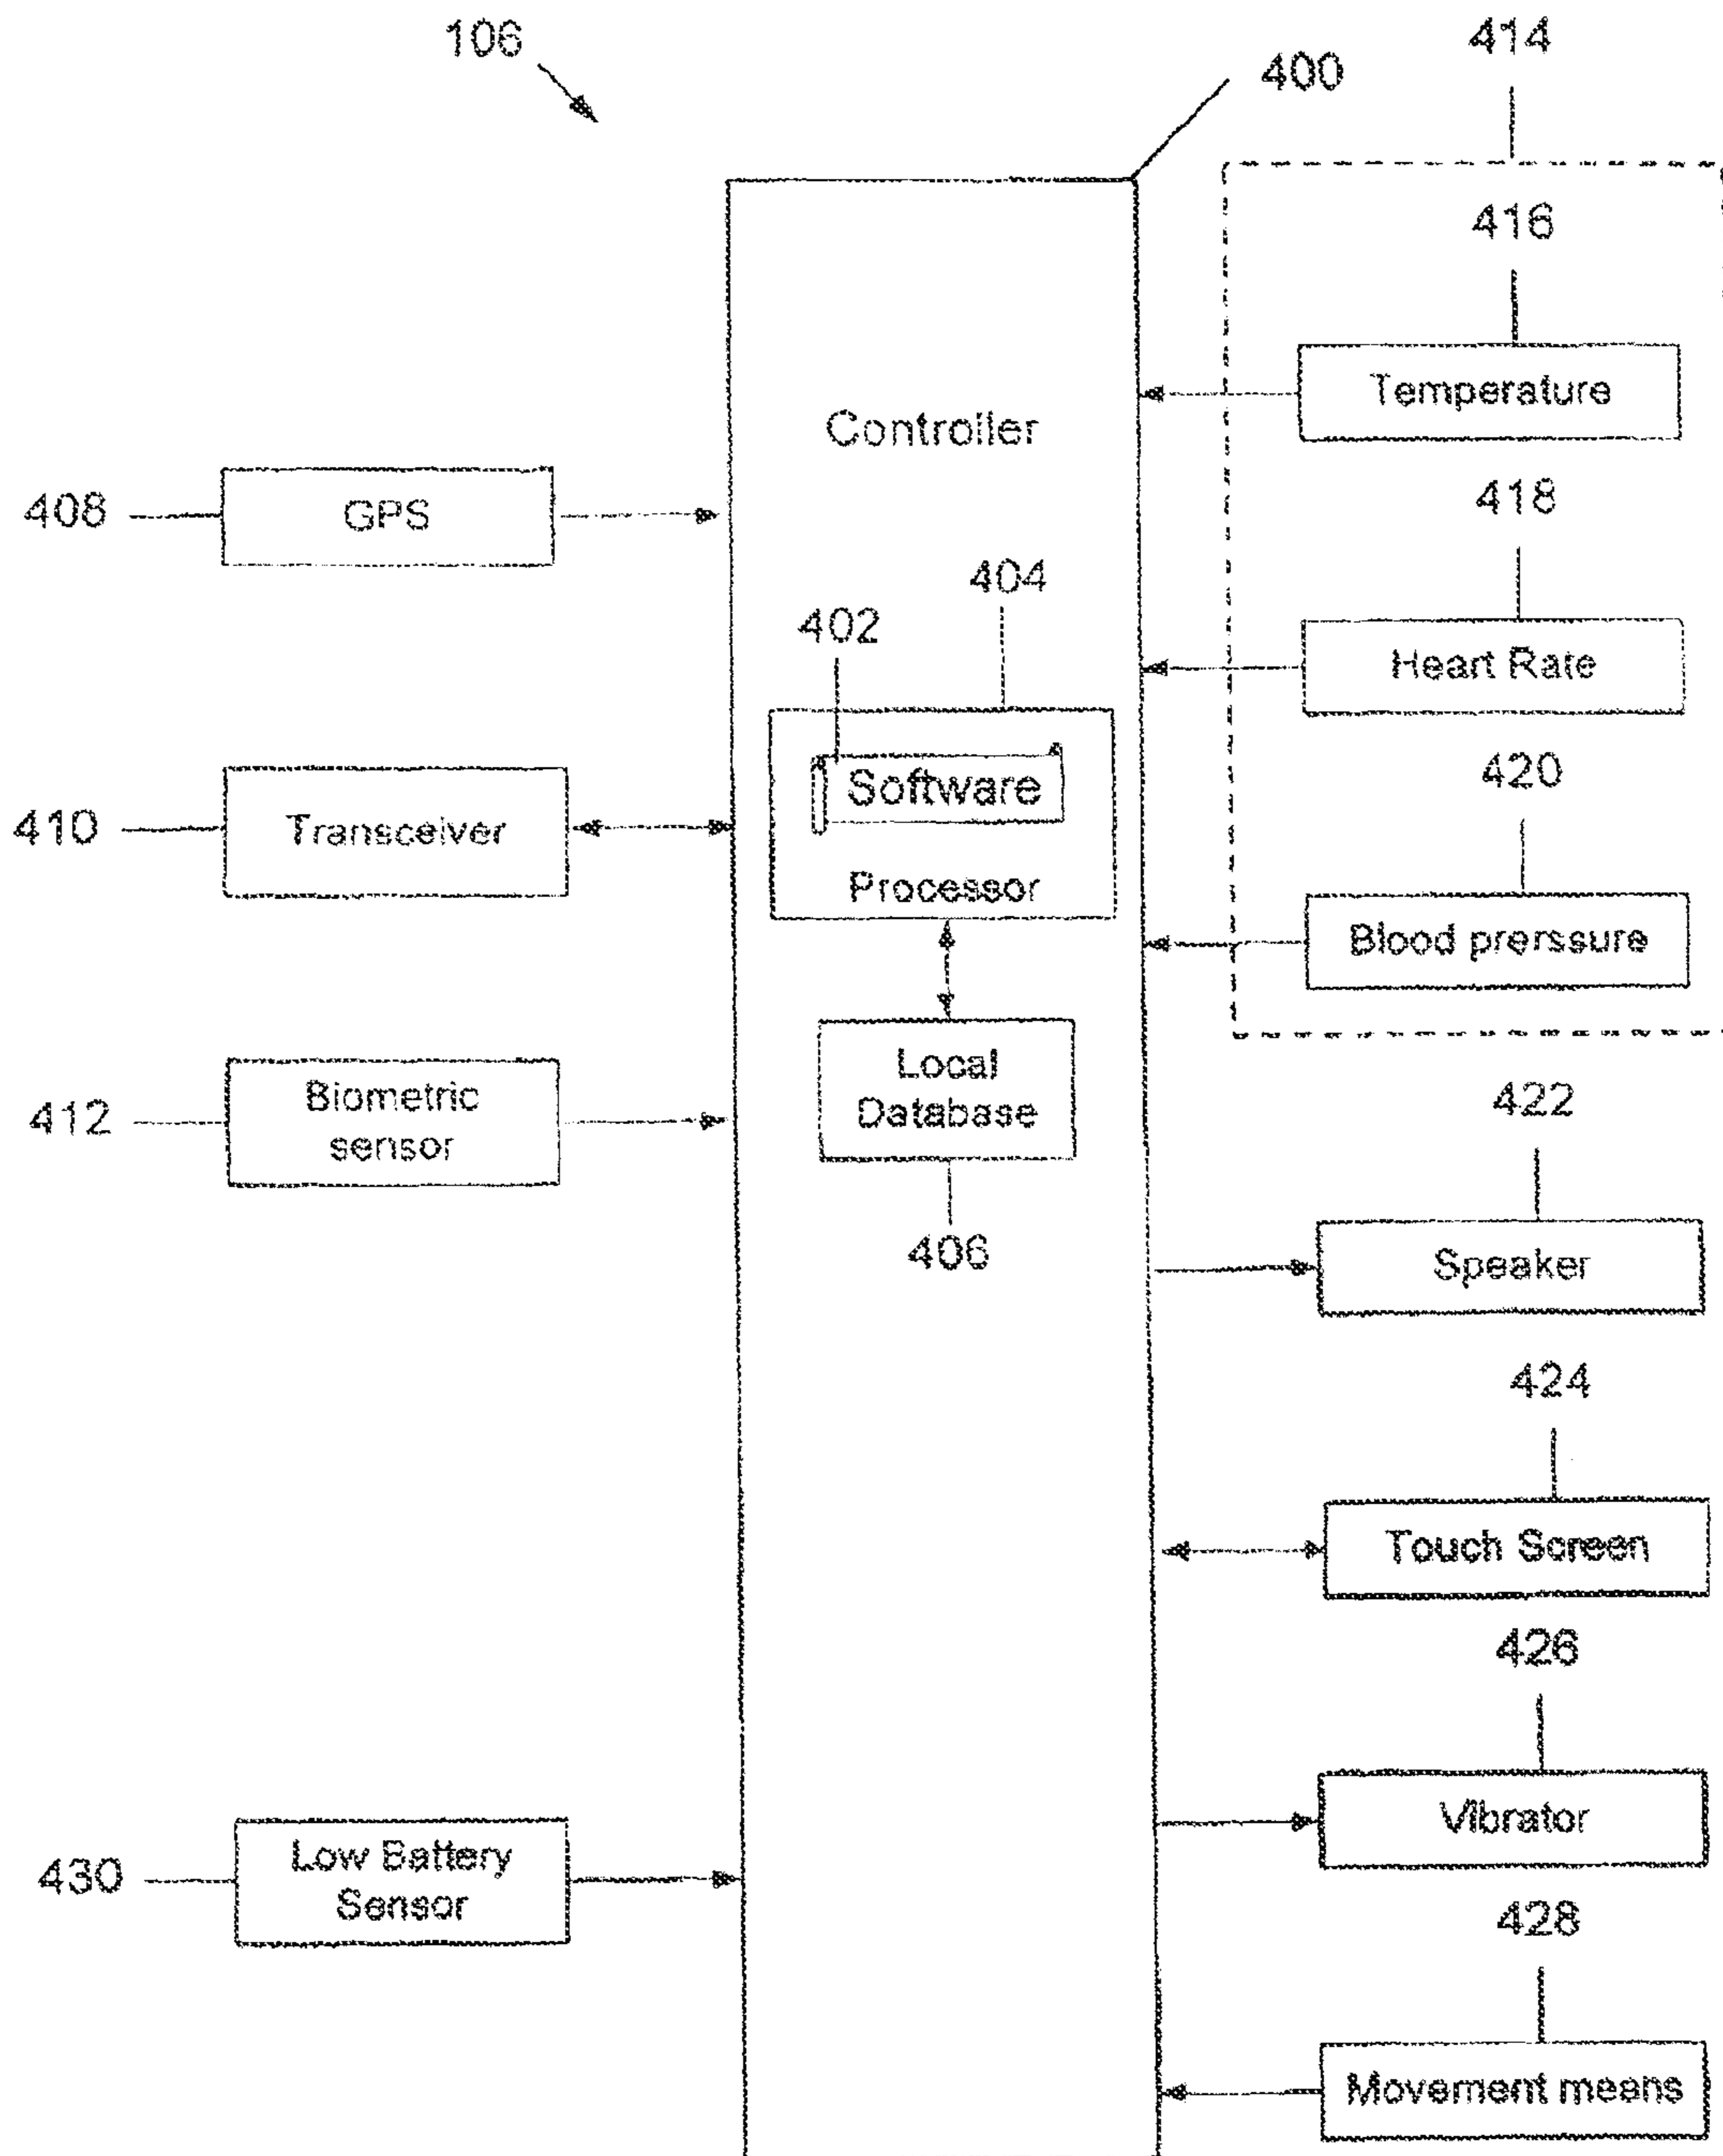 106
400
414
416
Temperature
Controller
418
408
GPS
404
402
Heart Rate
Software
420
410
Transceiver
Processor
Blood prerssure
Local
Database
412
Biometric
sensor
422
406
Speaker
424
Touch Screen
426
Vibrator
430
Low Battery
Sensor
428
Movement means